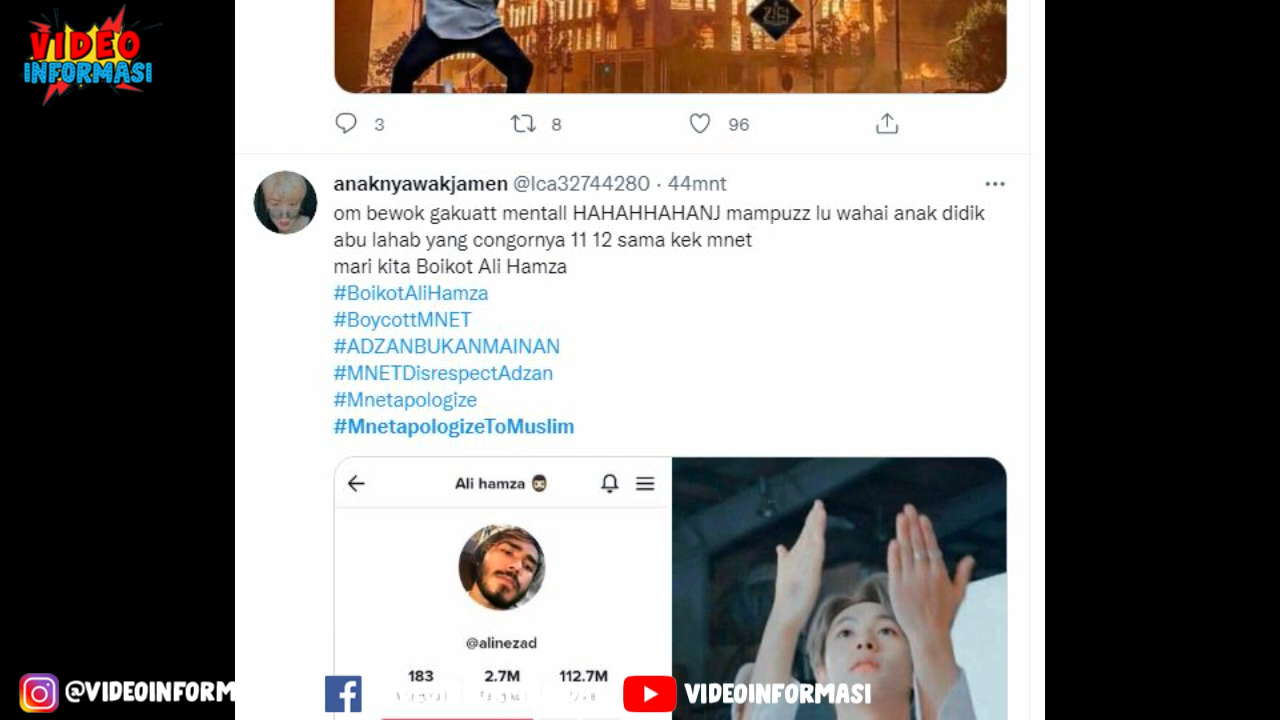 VIDEO
INFORMASI
3 8 96
anaknyawakjamen @lca32744280 · 44mnt
om bewok gakuatt mentall HAHAHHAHANJ mampuzz lu wahai anak didik
abu lahab yang congornya 11 12 sama kek mnet
mari kita Boikot Ali Hamza
#BoikotAliHamza
#BoycottMNET
#ADZANBUKANMAINAN
#MNETDisrespectAdzan
#Mnetapologize
#MnetapologizeToMuslim
Ali hamza
@alinezad
183 2.7M 112.7M
@VIDEOINFORM
VIDEOINFORMASI